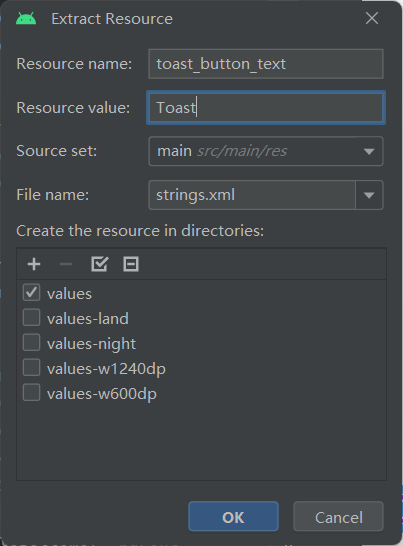 Extract Resource
Resource name: toast_button_text
Resource value: Toast
Source set: main src/main/res
File name: strings.xml
Create the resource in directories:
values
values-land
values-night
values-w1240dp
values-w600dp
OK Cancel